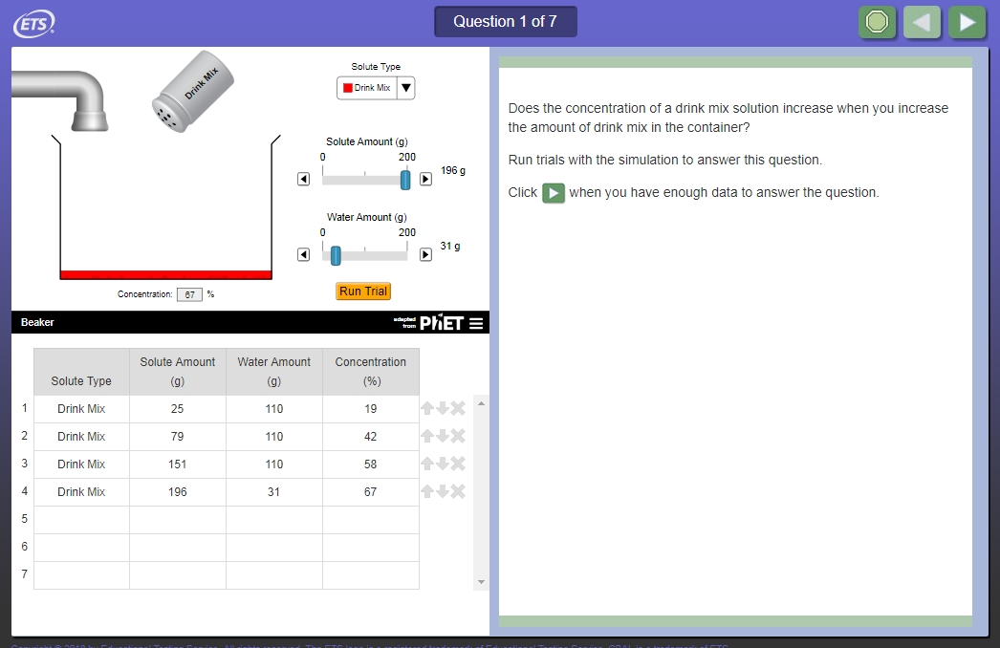 ETS
Question 1 of 7
Drink Mix
Solute Type
Drink Mix
Solute Amount (g)
0 200
196 g
Water Amount (g)
0 200
31 g
Run Trial
Concentration: 67 %
Beaker
adapted from PhET
Solute Type Solute Amount (g) Water Amount (g) Concentration (%)
1 Drink Mix 25 110 19
2 Drink Mix 79 110 42
3 Drink Mix 151 110 58
4 Drink Mix 196 31 67
5
6
7
Does the concentration of a drink mix solution increase when you increase
the amount of drink mix in the container?
Run trials with the simulation to answer this question.
Click when you have enough data to answer the question.